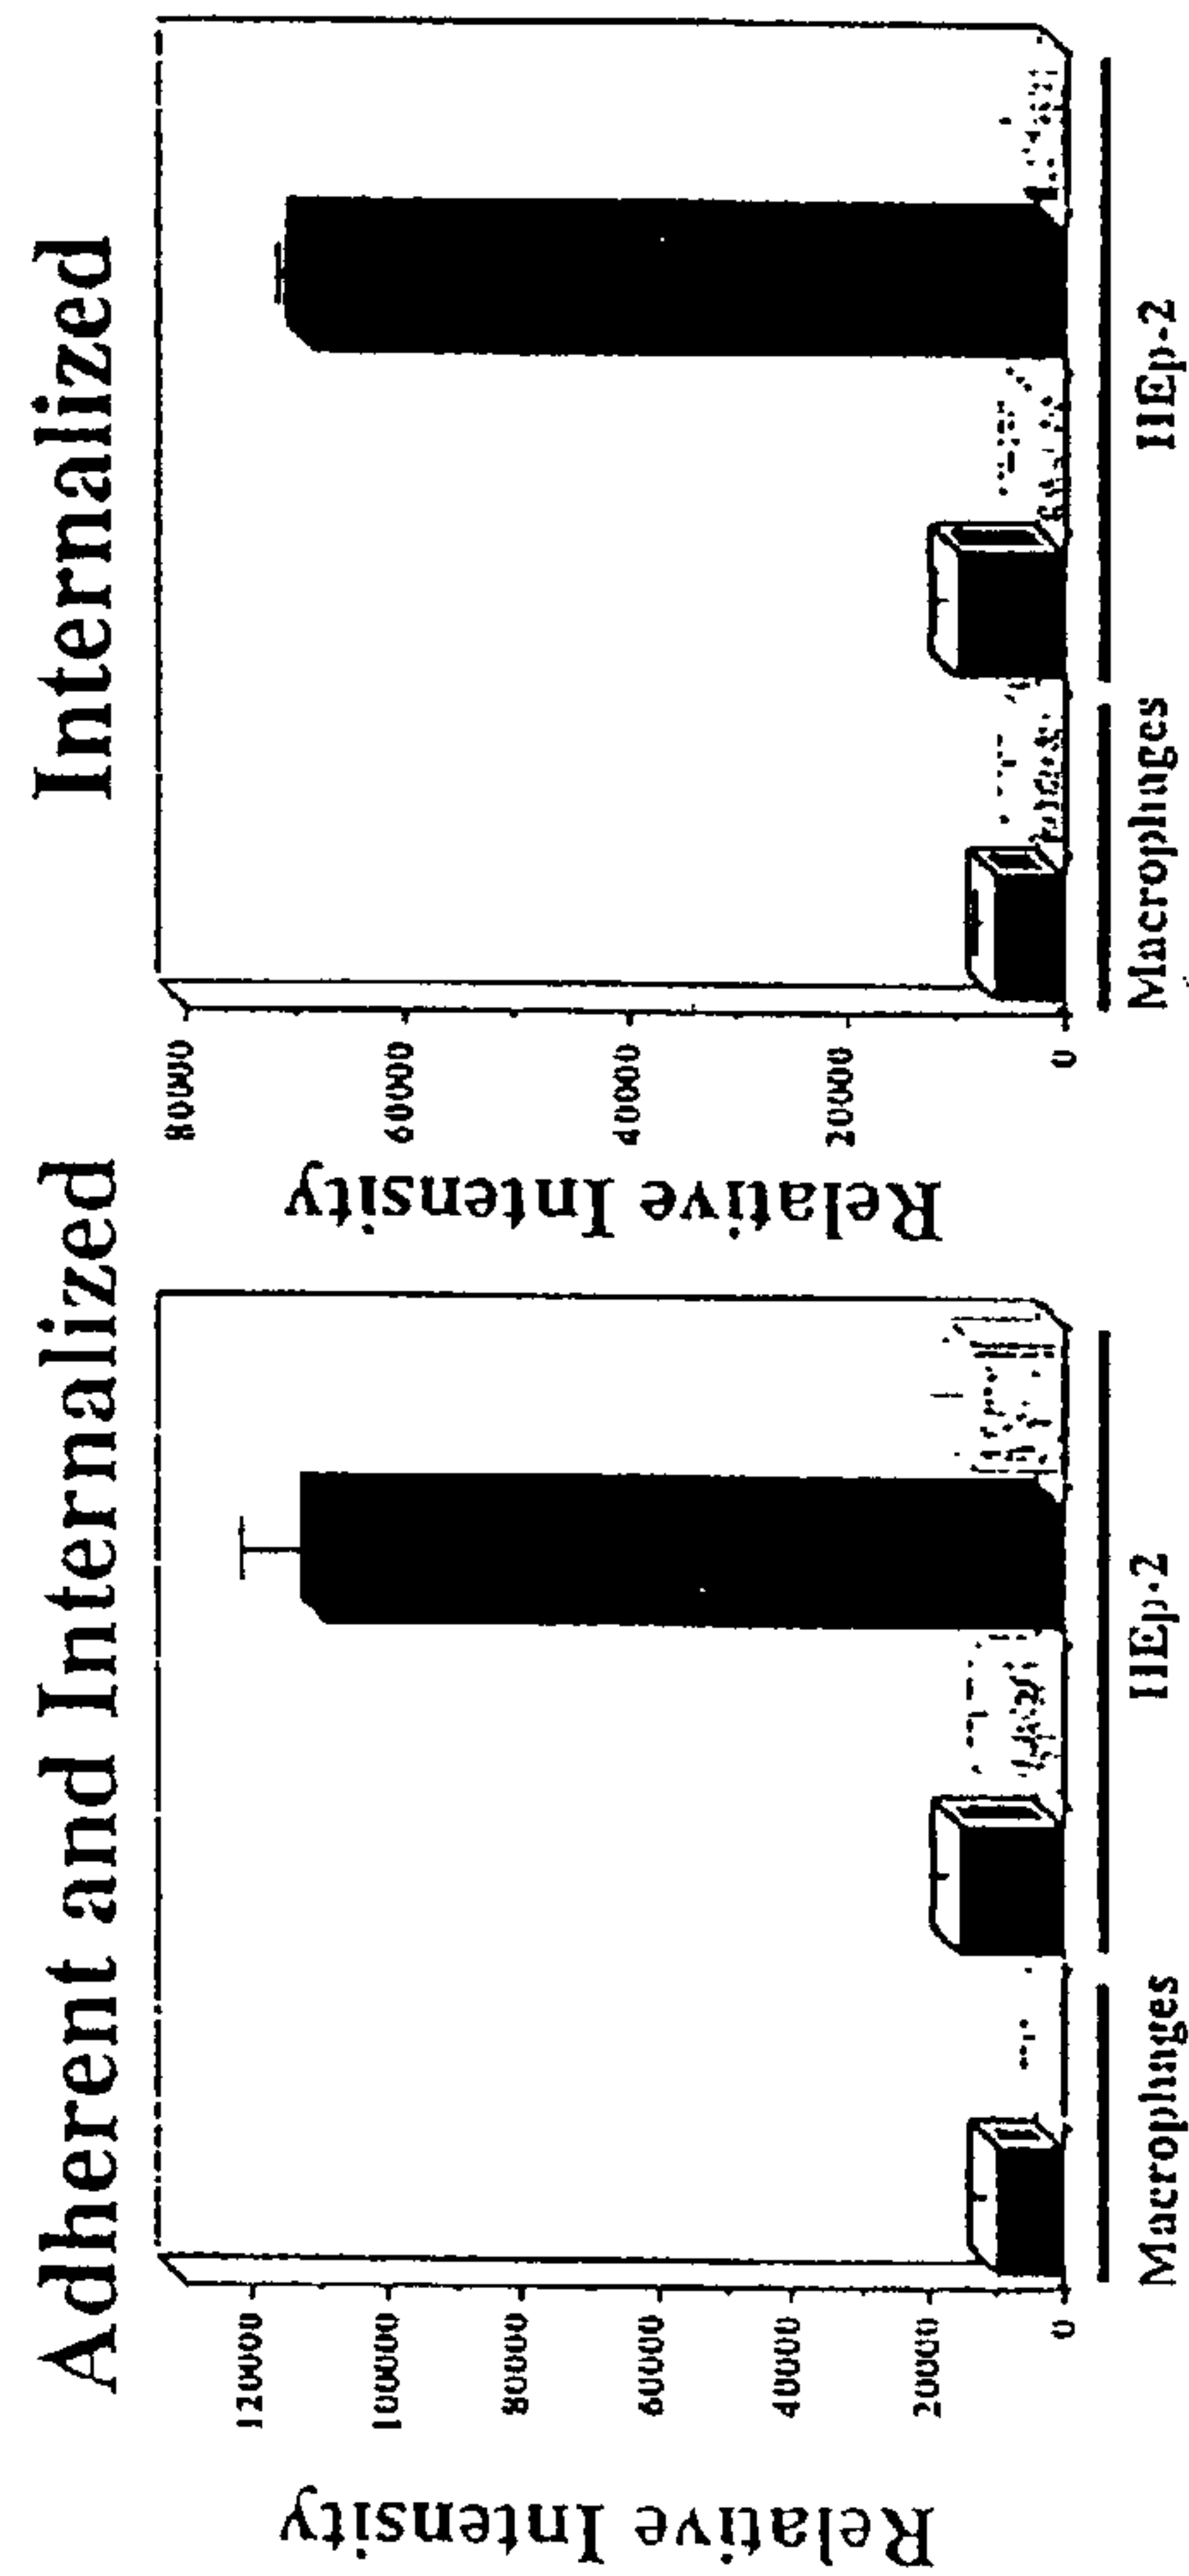 Adherent and Internalized
Relative Intensity
120000
100000
80000
60000
40000
20000
0
Macrophages
HEp-2
Internalized
Relative Intensity
80000
60000
40000
20000
0
Macrophages
HEp-2